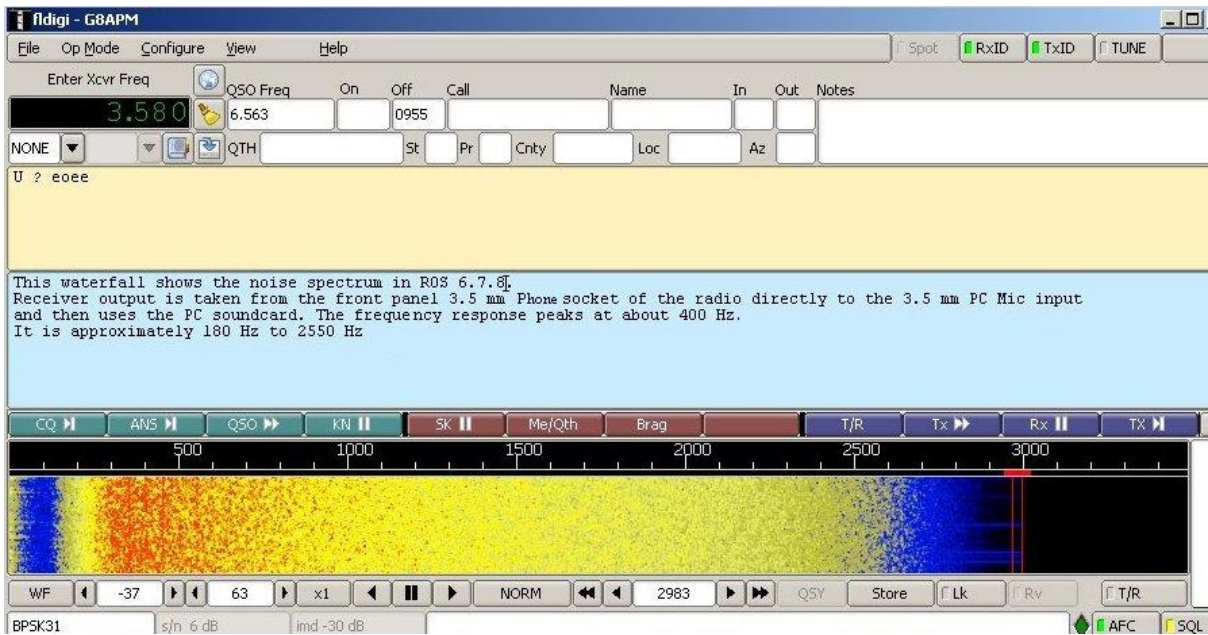 fldigi - G8APM
File Op Mode Configure View Help Spot RxID TxID TUNE
Enter Xcvr Freq QSO Freq On Off Call Name In Out Notes
3.580 6.563 0955
NONE QTH St Pr Cnty Loc Az
U ? eoee
This waterfall shows the noise spectrum in ROS 6.7.8.
Receiver output is taken from the front panel 3.5 mm Phone socket of the radio directly to the 3.5 mm PC Mic input
and then uses the PC soundcard. The frequency response peaks at about 400 Hz.
It is approximately 180 Hz to 2550 Hz
CQ ANS QSO KN SK Me/Qth Brag T/R Tx Rx TX
500 1000 1500 2000 2500 3000
WF -37 63 x1 NORM 2983 QSY Store Lk Rv T/R
BPSK31 s/n 6 dB imd -30 dB AFC SQL